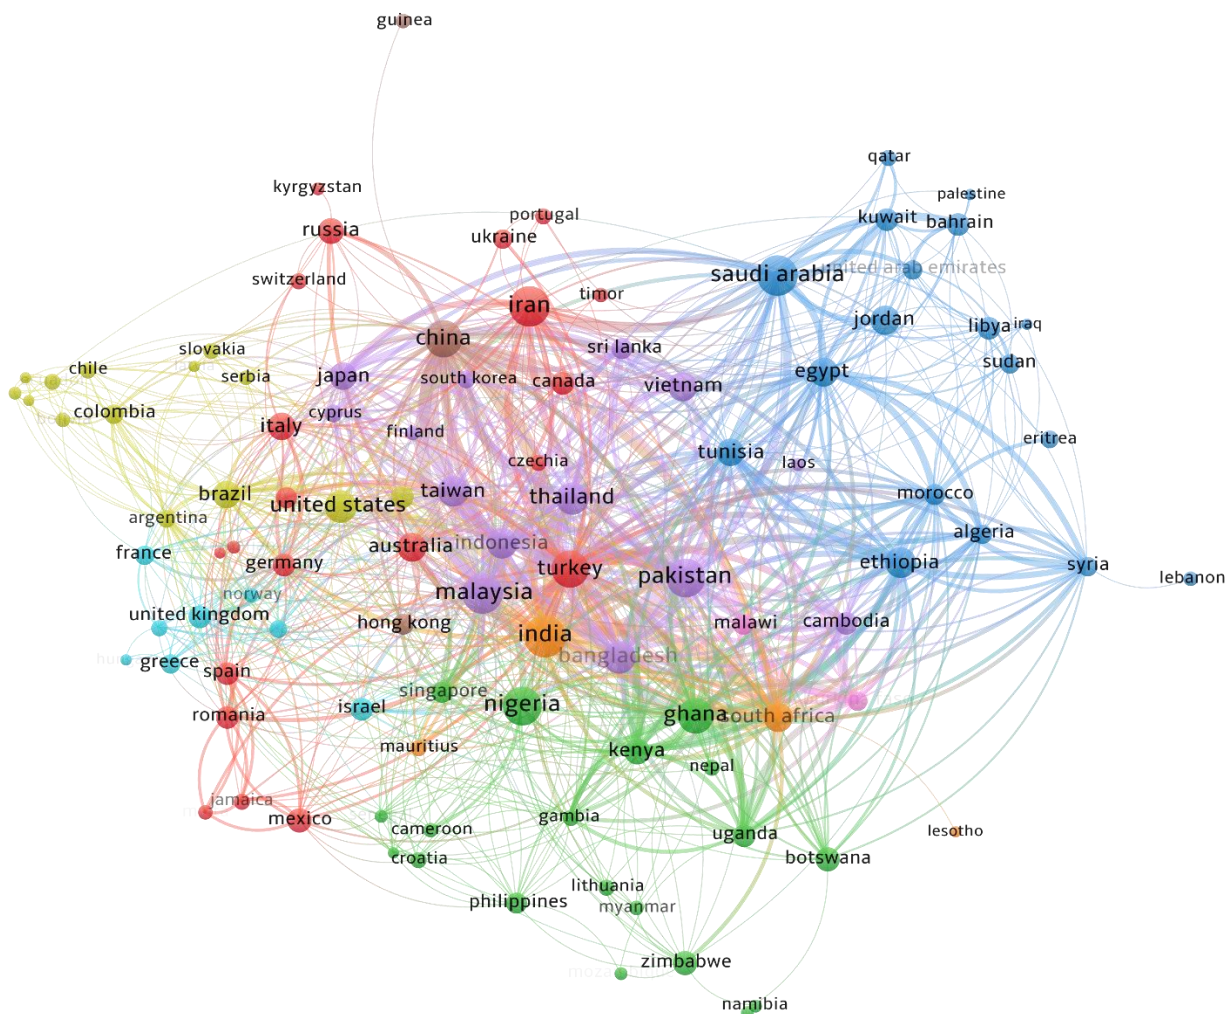 guinea
qatar
kyrgyzstan
palestine
portugal
kuwait
bahrain
russia
ukraine
united arab emirates
saudi arabia
switzerland
timor
iran
jordan
libya
iraq
china
sri lanka
slovakia
sudan
chile
serbia
japan
south korea
canada
vietnam
egypt
colombia
cyprus
italy
finland
eritrea
tunisia
czechia
laos
brazil
united states
taiwan
thailand
morocco
argentina
algeria
france
australia
indonesia
germany
turkey
pakistan
ethiopia
syria
lebanon
norway
malaysia
united kingdom
hong kong
india
malawi
cambodia
bangladesh
greece
spain
singapore
nigeria
romania
israel
ghana
south africa
mauritius
kenya
nepal
jamaica
mexico
gambia
cameroon
uganda
lesotho
croatia
botswana
lithuania
philippines
myanmar
zimbabwe
namibia